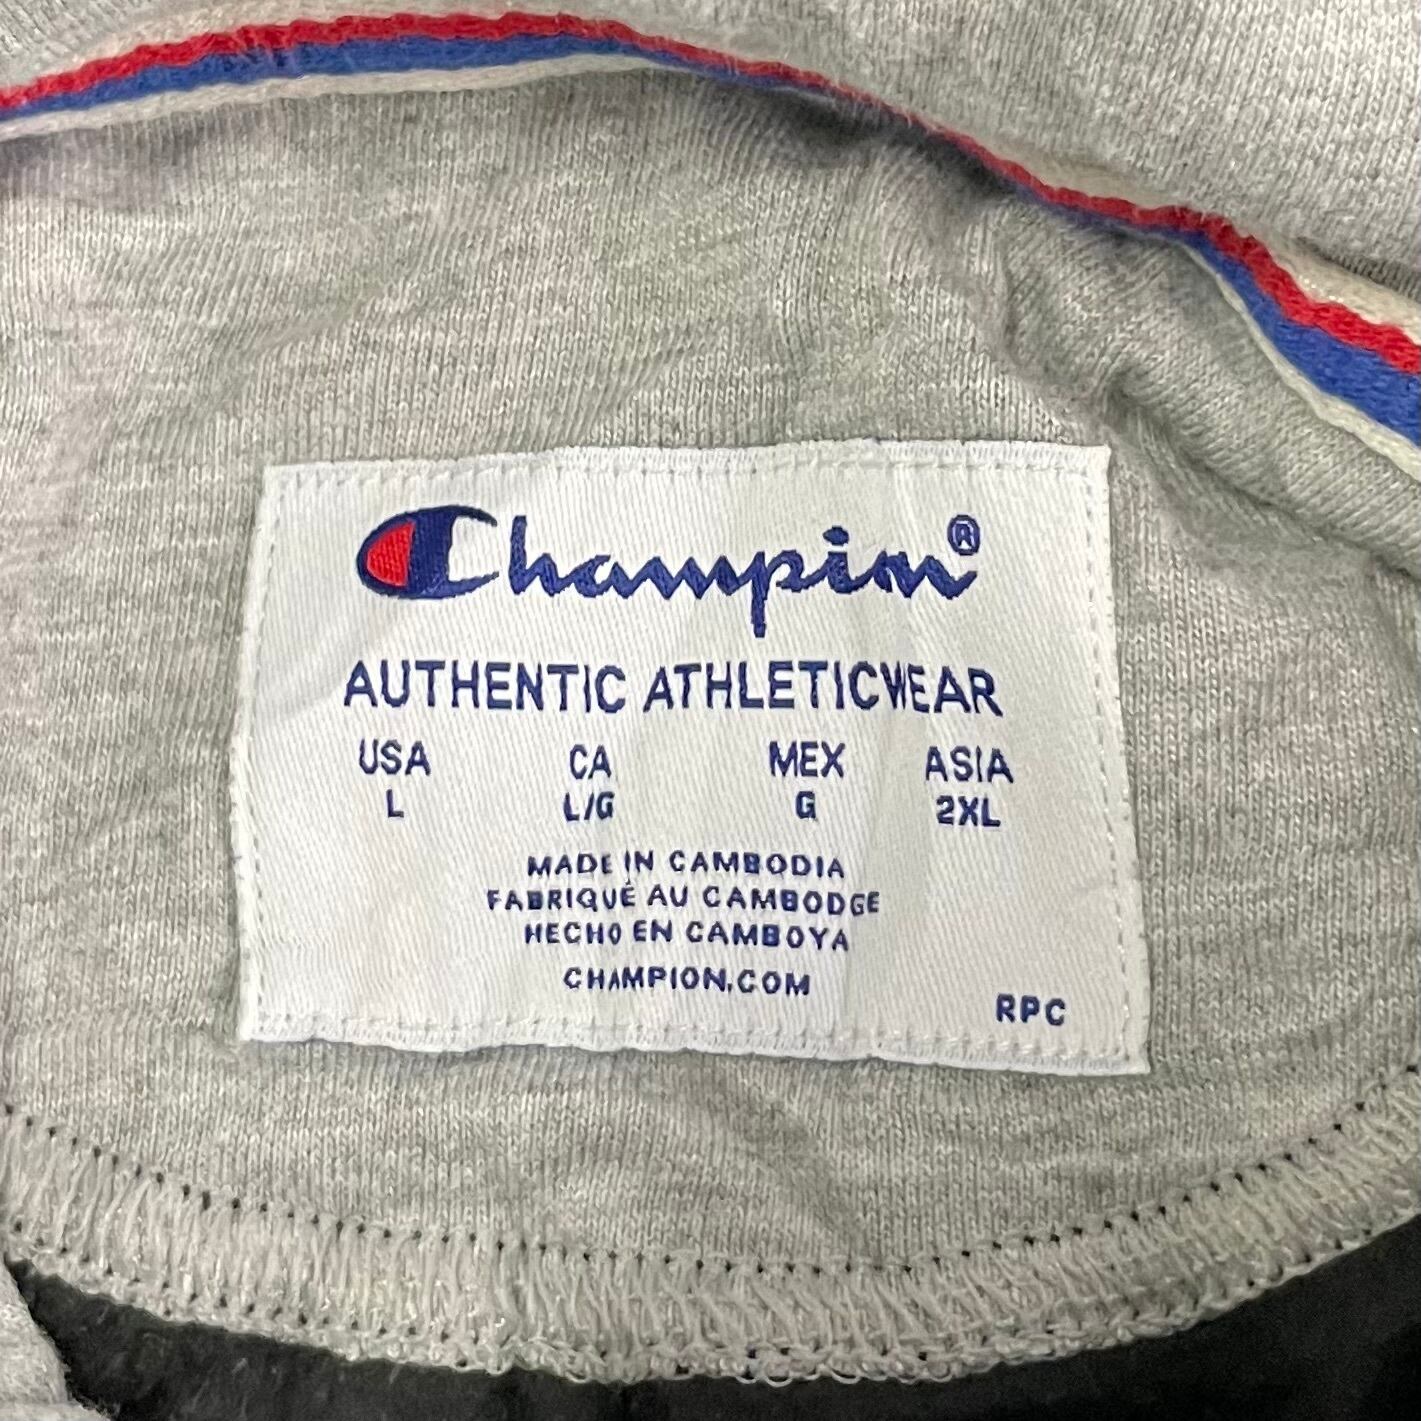 Champion®
AUTHENTIC ATHLETICWEAR
USA CA MEX ASIA
L L/G G 2XL
MADE IN CAMBODIA
FABRIQUÉ AU CAMBODGE
HECHO EN CAMBOYA
CHAMPION.COM
RPC